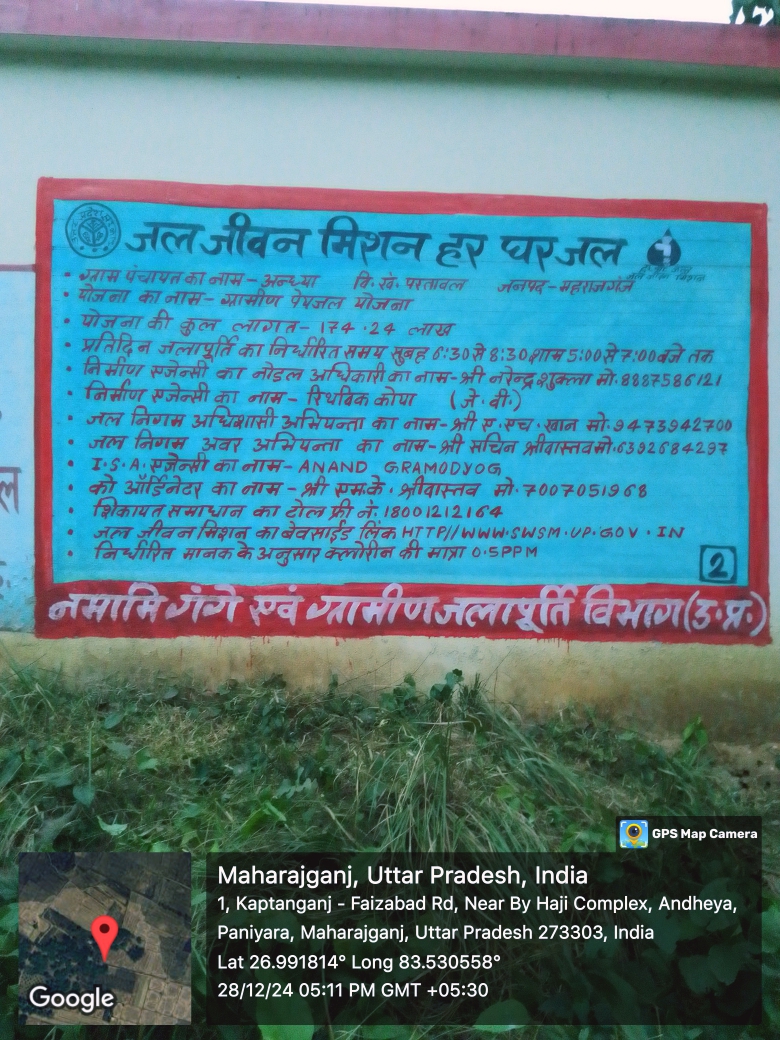 जल जीवन मिशन हर घर जल
• ग्राम पंचायत का नाम - अन्ध्या वि. खं. परतावल जनपद - महराजगंज
• योजना का नाम - ग्रामीण पेयजल योजना
• योजना की कुल लागत - 174.24 लाख
• प्रतिदिन जलापूर्ति का निर्धारित समय सुबह 6:30 से 8:30 शाम 5:00 से 7:00 बजे तक
• निर्माण एजेन्सी का नोडल अधिकारी का नाम - श्री नरेन्द्र शुक्ला मो. 8887586121
• निर्माण एजेन्सी का नाम - रिथविक कोया (जे. वी.)
• जल निगम अधिशासी अभियन्ता का नाम - श्री ए. एच. खान मो. 9473942700
• जल निगम अवर अभियन्ता का नाम - श्री सचिन श्रीवास्तव मो. 6392684297
• I.S.A. एजेन्सी का नाम - ANAND GRAMODYOG
• को ऑर्डिनेटर का नाम - श्री एम.के. श्रीवास्तव मो. 7007051968
• शिकायत समाधान का टोल फ्री नं. 18001212164
• जल जीवन मिशन का बेवसाईड लिंक HTTP//WWW.SWSM.UP.GOV.IN
• निर्धारित मानक के अनुसार क्लोरीन की मात्रा 0.5PPM
2
नमामि गंगे एवं ग्रामीण जलापूर्ति विभाग (उ.प्र.)
GPS Map Camera
Maharajganj, Uttar Pradesh, India
1, Kaptanganj - Faizabad Rd, Near By Haji Complex, Andheya,
Paniyara, Maharajganj, Uttar Pradesh 273303, India
Lat 26.991814° Long 83.530558°
28/12/24 05:11 PM GMT +05:30
Google